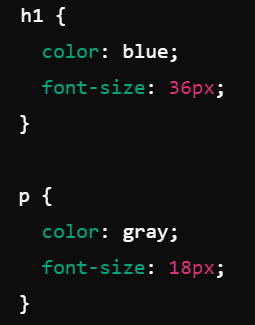 h1 {
  color: blue;
  font-size: 36px;
}

p {
  color: gray;
  font-size: 18px;
}